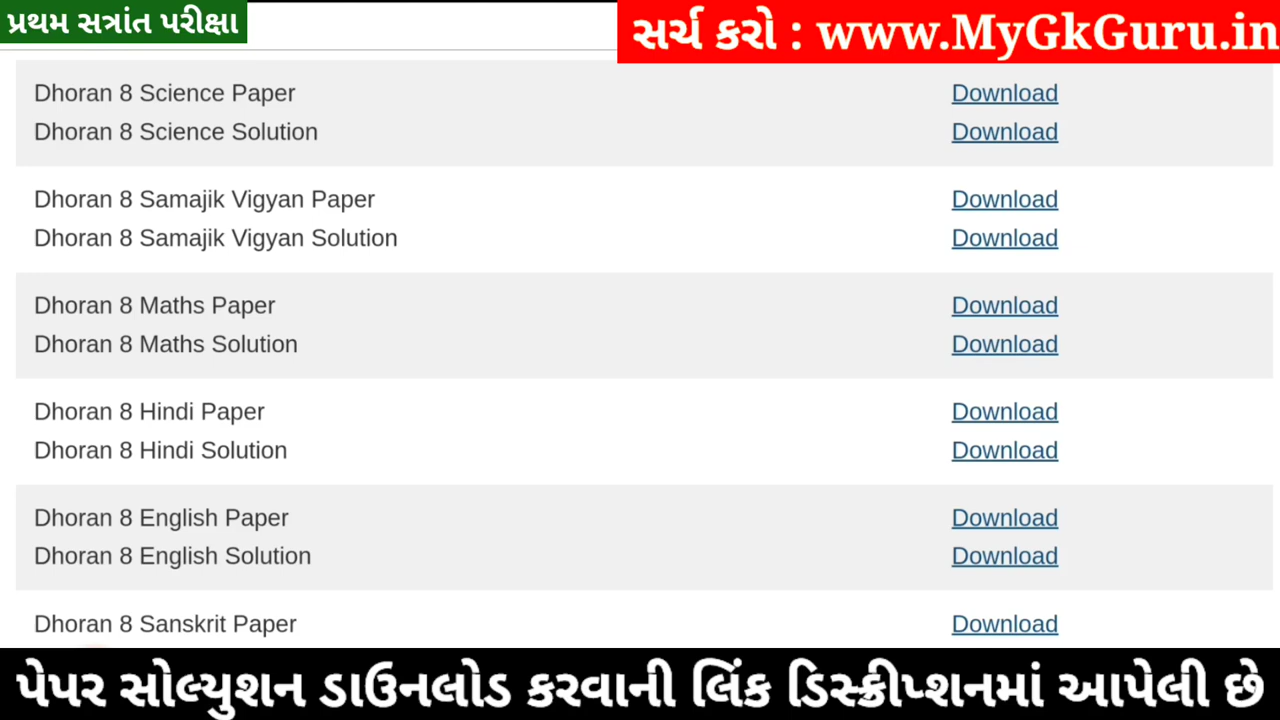 પ્રથમ સત્રાંત પરીક્ષા
સર્ચ કરો : www.MyGkGuru.in
Dhoran 8 Science Paper Download
Dhoran 8 Science Solution Download
Dhoran 8 Samajik Vigyan Paper Download
Dhoran 8 Samajik Vigyan Solution Download
Dhoran 8 Maths Paper Download
Dhoran 8 Maths Solution Download
Dhoran 8 Hindi Paper Download
Dhoran 8 Hindi Solution Download
Dhoran 8 English Paper Download
Dhoran 8 English Solution Download
Dhoran 8 Sanskrit Paper Download
પેપર સોલ્યુશન ડાઉનલોડ કરવાની લિંક ડિસ્ક્રીપ્શનમાં આપેલી છે